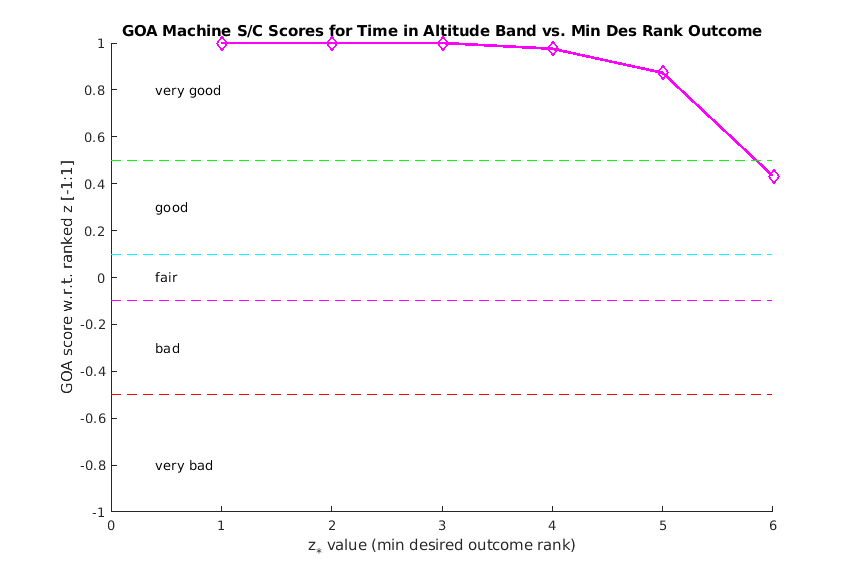 GOA Machine S/C Scores for Time in Altitude Band vs. Min Des Rank Outcome
1
0.8
0.6
0.4
0.2
0
-0.2
-0.4
-0.6
-0.8
-1
GOA score w.r.t. ranked z [-1:1]
very good
good
fair
bad
very bad
0 1 2 3 4 5 6
z* value (min desired outcome rank)